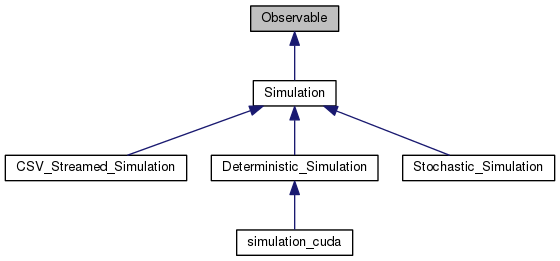 Observable
Simulation
CSV_Streamed_Simulation
Deterministic_Simulation
Stochastic_Simulation
simulation_cuda